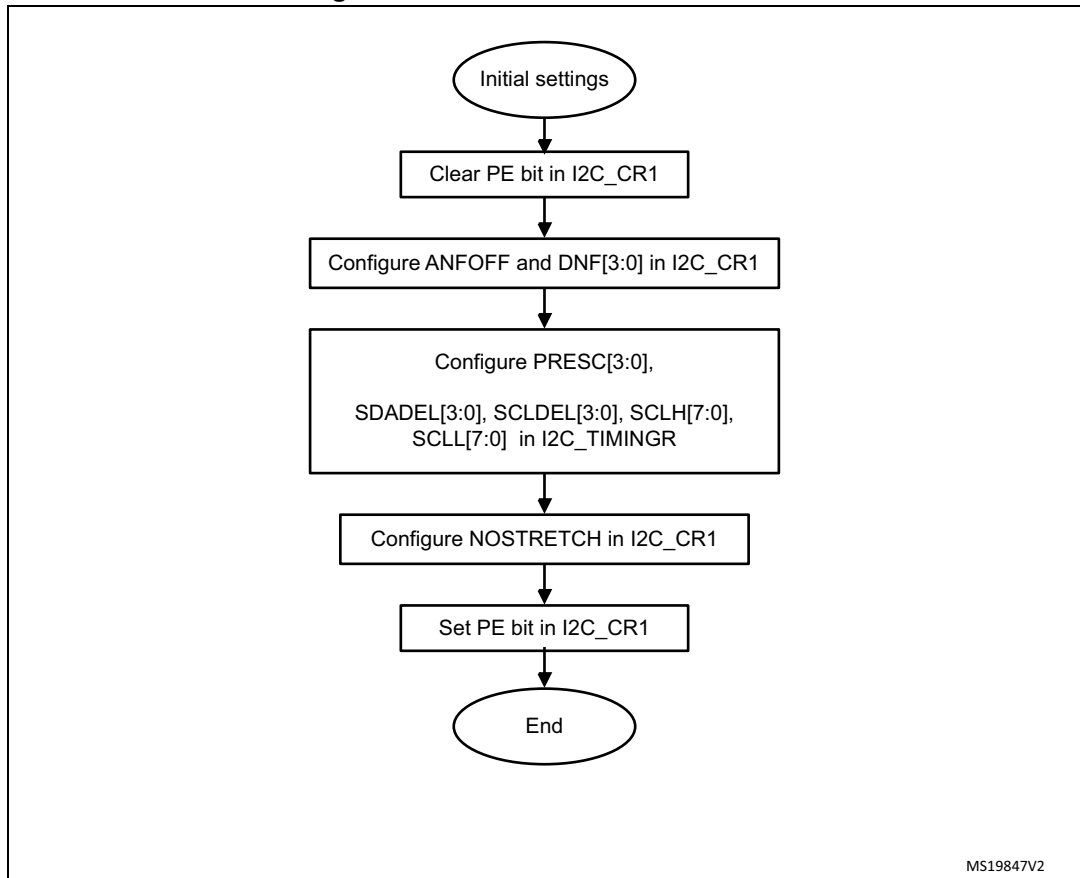 Initial settings
Clear PE bit in I2C_CR1
Configure ANFOFF and DNF[3:0] in I2C_CR1
Configure PRESC[3:0],
SDADEL[3:0], SCLDEL[3:0], SCLH[7:0],
SCLL[7:0] in I2C_TIMINGR
Configure NOSTRETCH in I2C_CR1
Set PE bit in I2C_CR1
End
MS19847V2